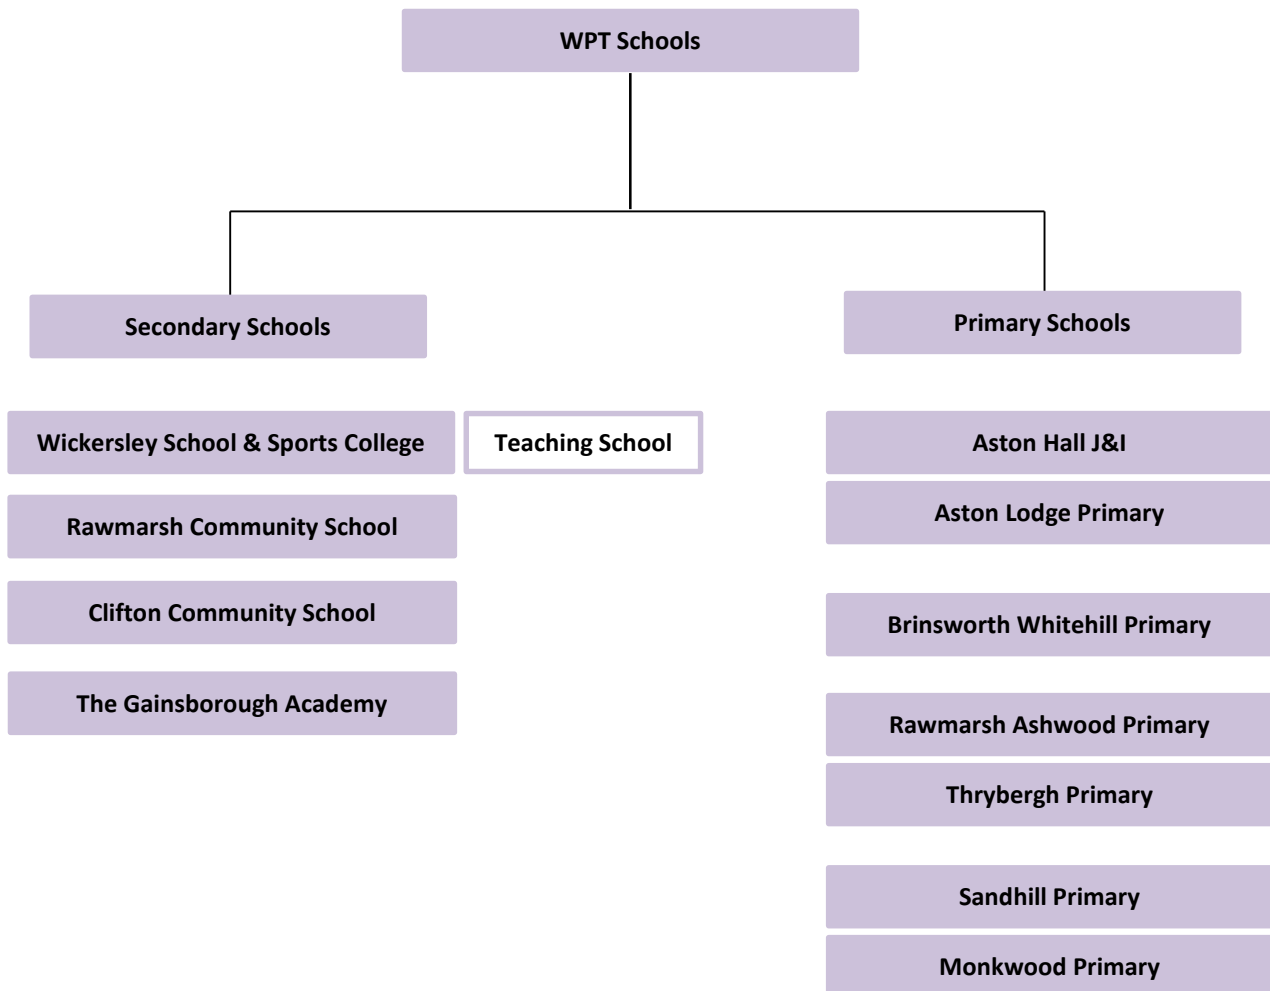 WPT Schools
Secondary Schools
Primary Schools
Wickersley School & Sports College
Teaching School
Aston Hall J&I
Aston Lodge Primary
Rawmarsh Community School
Clifton Community School
Brinsworth Whitehill Primary
The Gainsborough Academy
Rawmarsh Ashwood Primary
Thrybergh Primary
Sandhill Primary
Monkwood Primary